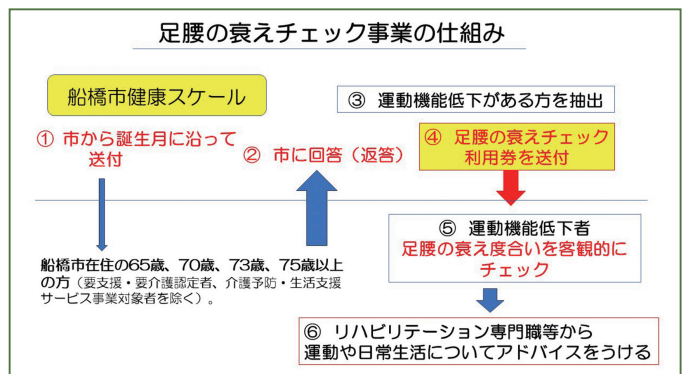 足腰の衰えチェック事業の仕組み
船橋市健康スケール
① 市から誕生月に沿って
送付
② 市に回答（返答）
③ 運動機能低下がある方を抽出
④ 足腰の衰えチェック
利用券を送付
船橋市在住の65歳、70歳、73歳、75歳以上
の方（要支援・要介護認定者、介護予防・生活支援
サービス事業対象者を除く）。
⑤ 運動機能低下者
足腰の衰え度合いを客観的に
チェック
⑥ リハビリテーション専門職等から
運動や日常生活についてアドバイスをうける